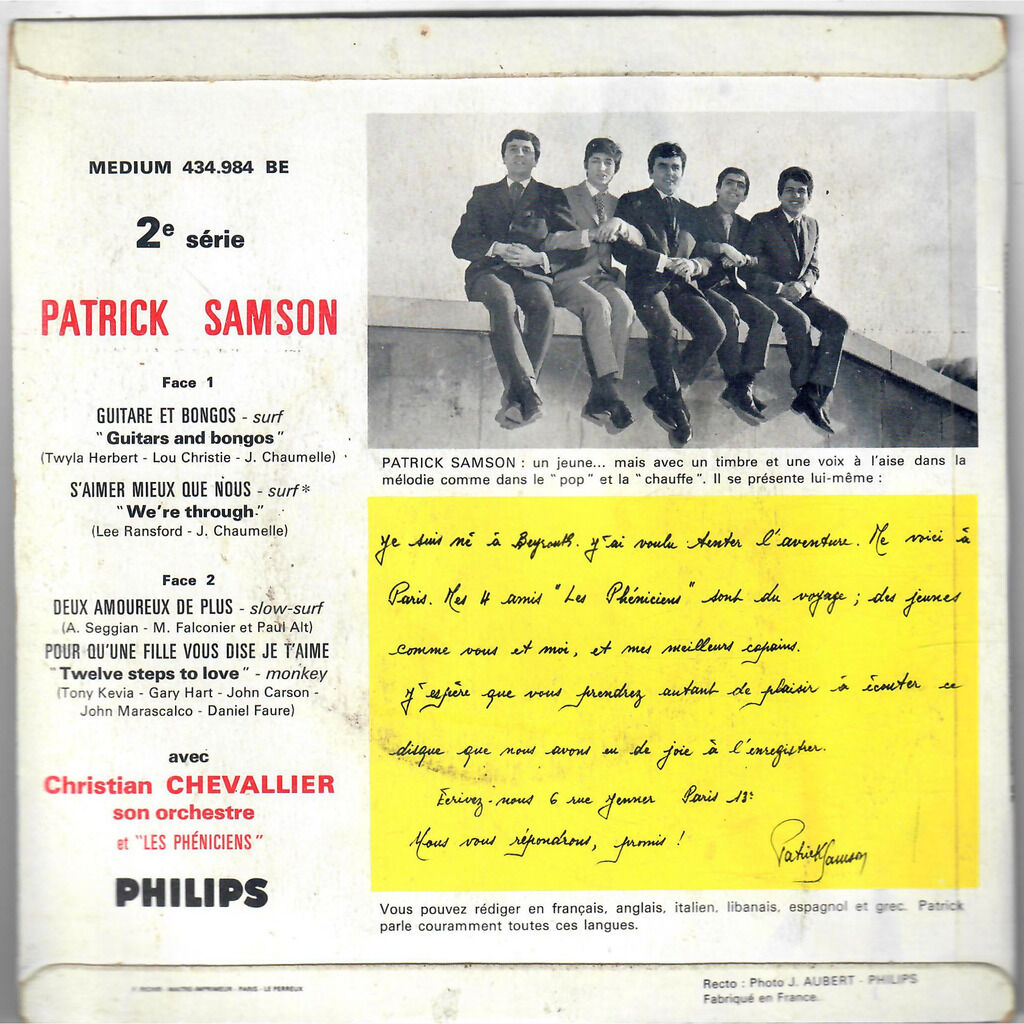 MEDIUM 434.984 BE
2e série
PATRICK SAMSON
Face 1
GUITARE ET BONGOS - surf
"Guitars and bongos"
(Twyla Herbert - Lou Christie - J. Chaumelle)
S'AIMER MIEUX QUE NOUS - surf*
"We're through"
(Lee Ransford - J. Chaumelle)
Face 2
DEUX AMOUREUX DE PLUS - slow-surf
(A. Seggian - M. Falconier et Paul Alt)
POUR QU'UNE FILLE VOUS DISE JE T'AIME
"Twelve steps to love" - monkey
(Tony Kevia - Gary Hart - John Carson -
John Marascalco - Daniel Faure)
avec
Christian CHEVALLIER
son orchestre
et "LES PHÉNICIENS"
PHILIPS
PATRICK SAMSON : un jeune... mais avec un timbre et une voix à l'aise dans la
mélodie comme dans le "pop" et la "chauffe". Il se présente lui-même :
Je suis né à Beyrouth. J'ai voulu tenter l'aventure. Me voici à
Paris. Mes 4 amis "Les Phéniciens" sont du voyage ; des jeunes
comme vous et moi, et mes meilleurs copains.
J'espère que vous prendrez autant de plaisir à écouter ce
disque que nous avons eu de joie à l'enregistrer.
Écrivez-nous 6 rue Jenner Paris 13e
Nous vous répondrons, promis !
Patrick Samson
Vous pouvez rédiger en français, anglais, italien, libanais, espagnol et grec. Patrick
parle couramment toutes ces langues.
MAITRE-IMPRIMEUR - PARIS - LE PERREUX
Recto : Photo J. AUBERT - PHILIPS
Fabriqué en France.